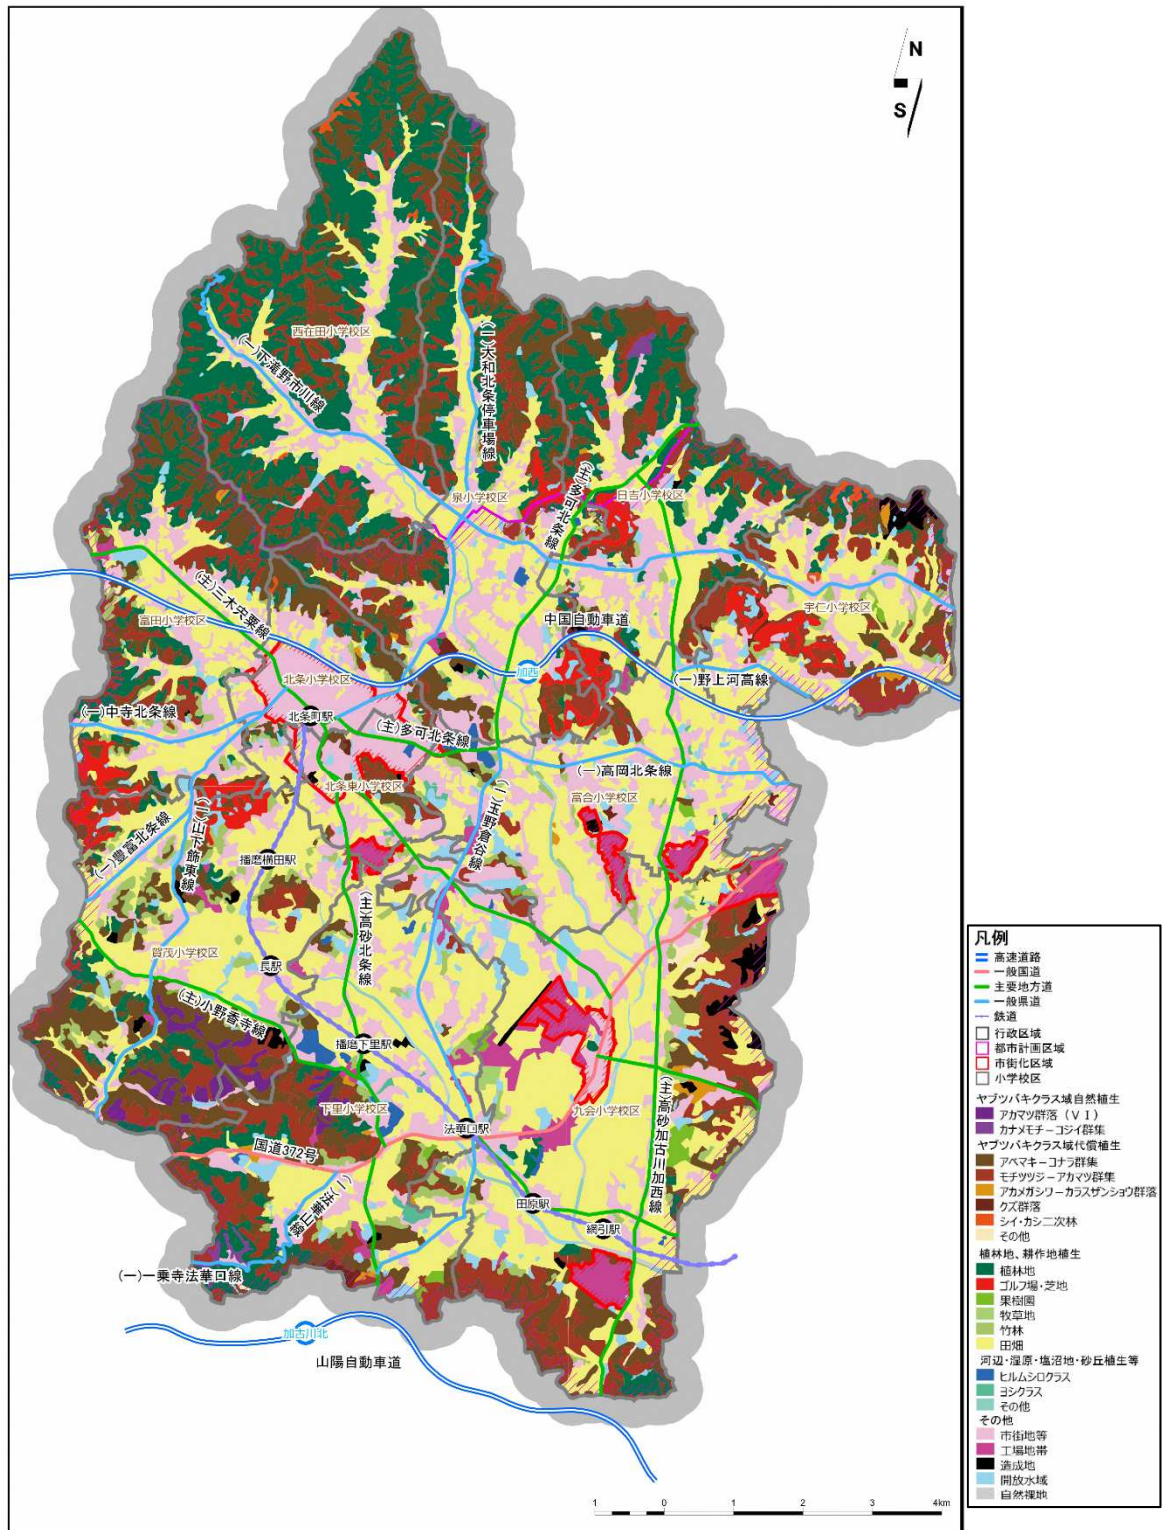 N
S
西在田小学校区
(一)下滝野市川線
(一)大和北条停車場線
泉小学校区
(主)多可北条線
日吉小学校区
宇仁小学校区
(主)三木宍粟線
富田小学校区
中国自動車道
加西
(一)野上河高線
北条小学校区
(一)中寺北条線
北条町駅
(主)多可北条線
(一)高岡北条線
北条東小学校区
(一)玉野倉谷線
富合小学校区
(一)豊富北条線
(一)山下飾東線
播磨横田駅
(主)高砂北条線
賀茂小学校区
長駅
(主)小野香寺線
播磨下里駅
下里小学校区
法華口駅
九会小学校区
(主)高砂加古川加西線
国道372号
(一)法華山線
田原駅
網引駅
(一)一乗寺法華口線
加古川北
山陽自動車道
凡例
高速道路
一般国道
主要地方道
一般県道
鉄道
行政区域
都市計画区域
市街化区域
小学校区
ヤブツバキクラス域自然植生
アカマツ群落(ⅤⅠ)
カナメモチーコジイ群集
ヤブツバキクラス域代償植生
アベマキーコナラ群集
モチツツジーアカマツ群集
アカメガシワーカラスザンショウ群落
クズ群落
シイ・カシ二次林
その他
植林地、耕作地植生
植林地
ゴルフ場・芝地
果樹園
牧草地
竹林
田畑
河辺・湿原・塩沼地・砂丘植生等
ヒルムシロクラス
ヨシクラス
その他
その他
市街地等
工場地帯
造成地
開放水域
自然裸地
1 0 1 2 3 4km